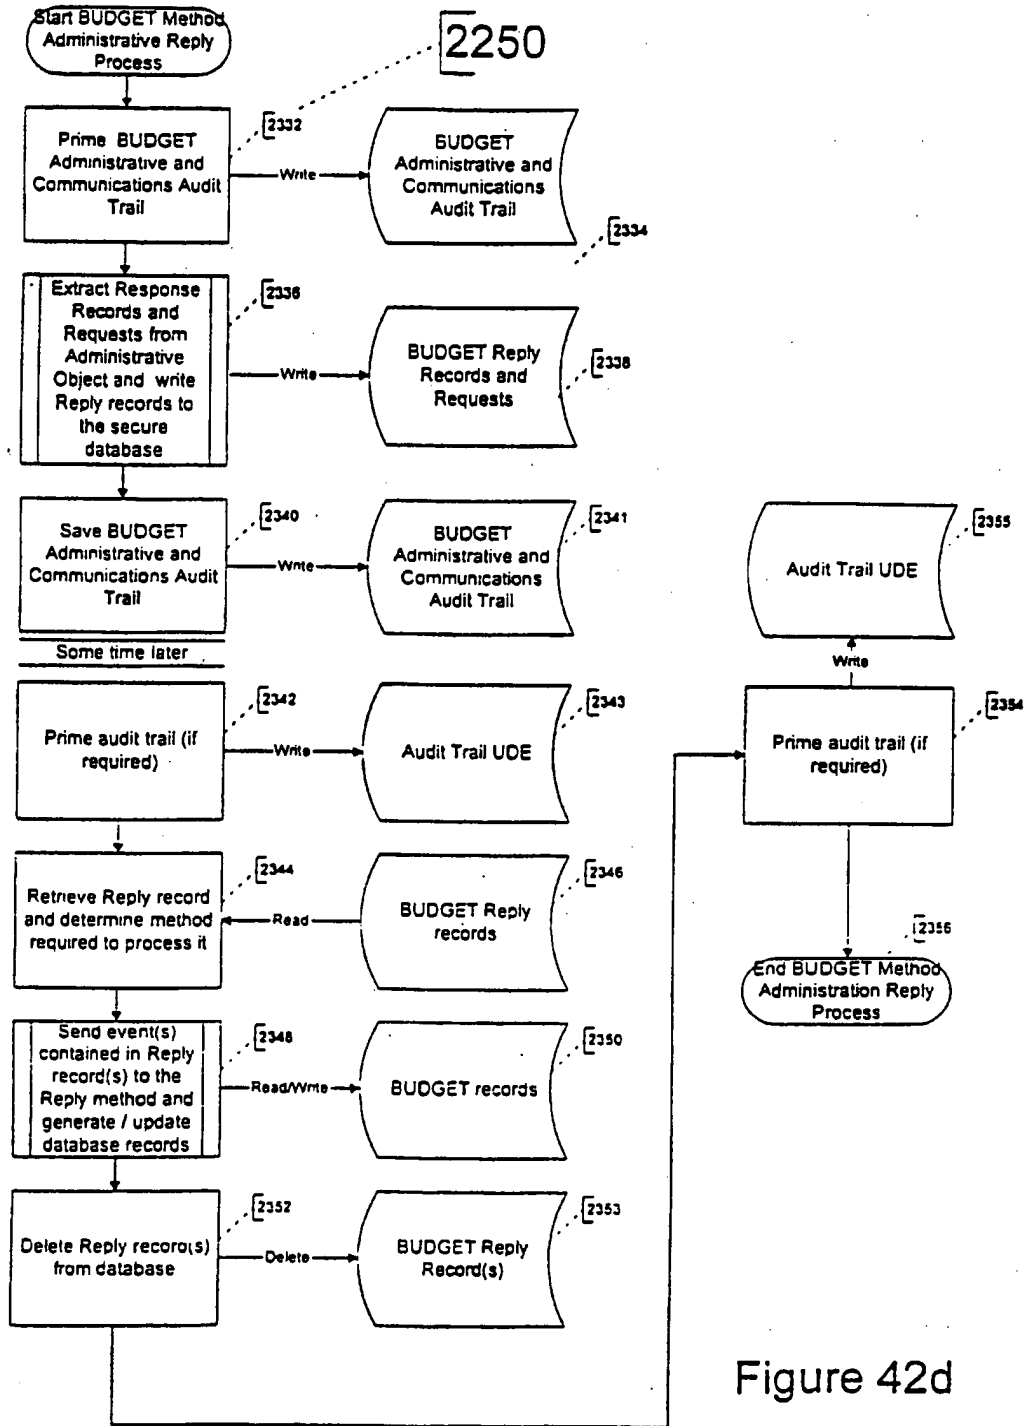 Start BUDGET Method
Administrative Reply
Process
2250
Prime BUDGET
Administrative and
Communications Audit
Trail
2332
Write
BUDGET
Administrative and
Communications
Audit Trail
2334
Extract Response
Records and
Requests from
Administrative
Object and write
Reply records to
the secure
database
2336
Write
BUDGET Reply
Records and
Requests
2338
Save BUDGET
Administrative and
Communications Audit
Trail
2340
Write
BUDGET
Administrative and
Communications
Audit Trail
2341
Some time later
Prime audit trail (if
required)
2342
Write
Audit Trail UDE
2343
Retrieve Reply record
and determine method
required to process it
2344
Read
BUDGET Reply
records
2346
Send event(s)
contained in Reply
record(s) to the
Reply method and
generate / update
database records
2348
Read/Write
BUDGET records
2350
Delete Reply record(s)
from database
2352
Delete
BUDGET Reply
Record(s)
2353
Audit Trail UDE
2355
Write
Prime audit trail (if
required)
2354
2356
End BUDGET Method
Administration Reply
Process
Figure 42d